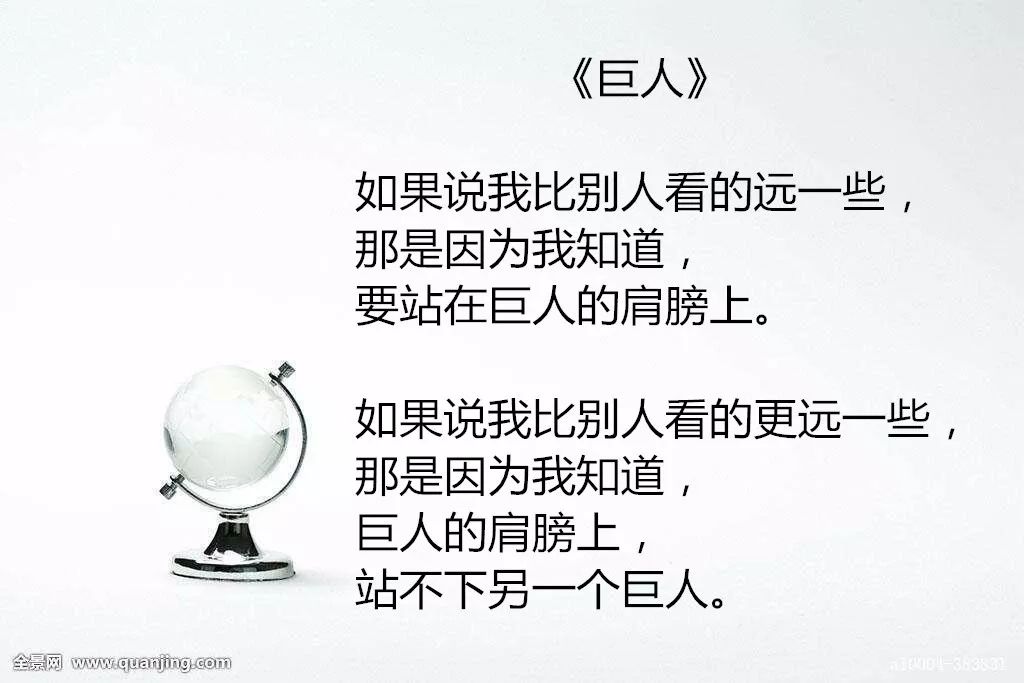 《巨人》
如果说我比别人看的远一些，
那是因为我知道，
要站在巨人的肩膀上。
如果说我比别人看的更远一些，
那是因为我知道，
巨人的肩膀上，
站不下另一个巨人。
全景网 www.quanjing.com
a10004-383831